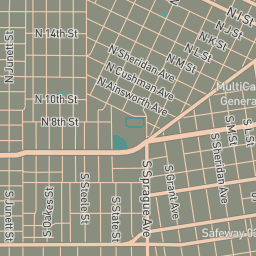 N 14th St
N Junett St
N I St
N J St
N K St
N L St
N M St
N Sheridan Ave
N Cushman Ave
N Ainsworth Ave
N 10th St
N 8th St
MultiCa
Genera
S M St
S L St
S Junett St
S Oakes St
S Steele St
S State St
S Sprague Ave
S Grant Ave
S Sheridan Ave
Safeway 03